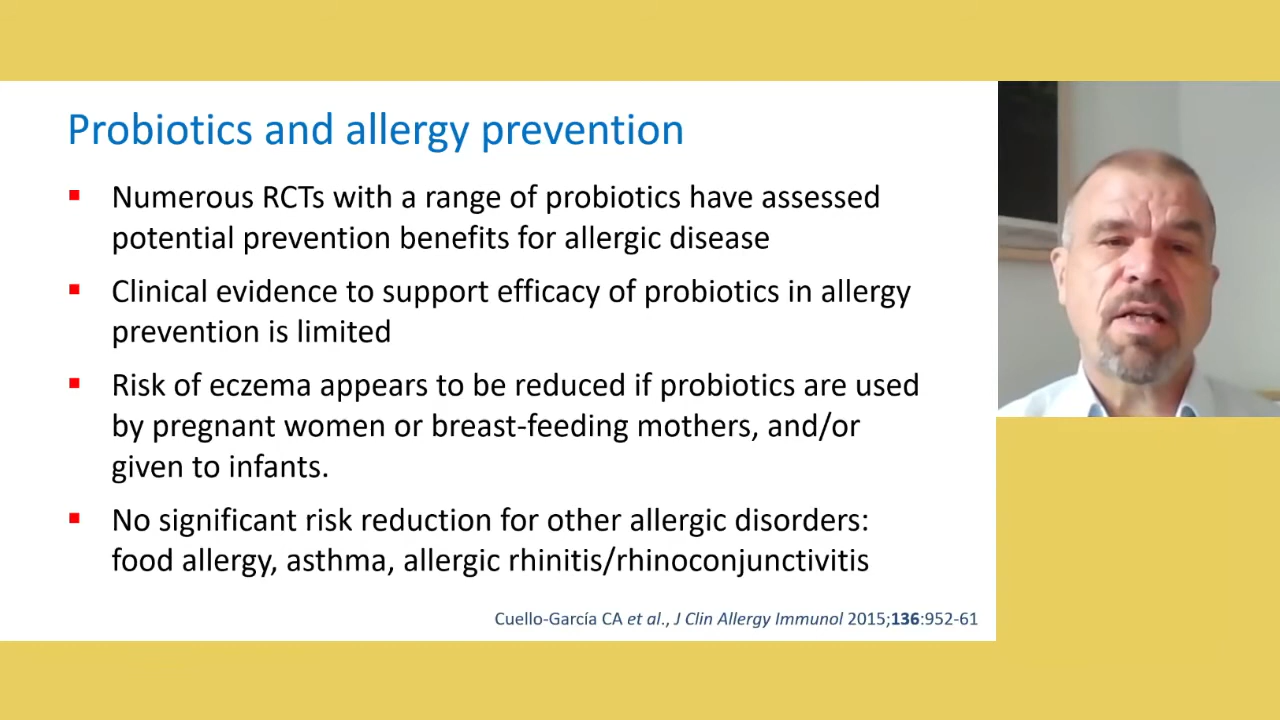 Probiotics and allergy prevention
▪ Numerous RCTs with a range of probiotics have assessed
potential prevention benefits for allergic disease
▪ Clinical evidence to support efficacy of probiotics in allergy
prevention is limited
▪ Risk of eczema appears to be reduced if probiotics are used
by pregnant women or breast-feeding mothers, and/or
given to infants.
▪ No significant risk reduction for other allergic disorders:
food allergy, asthma, allergic rhinitis/rhinoconjunctivitis
Cuello-García CA et al., J Clin Allergy Immunol 2015;136:952-61